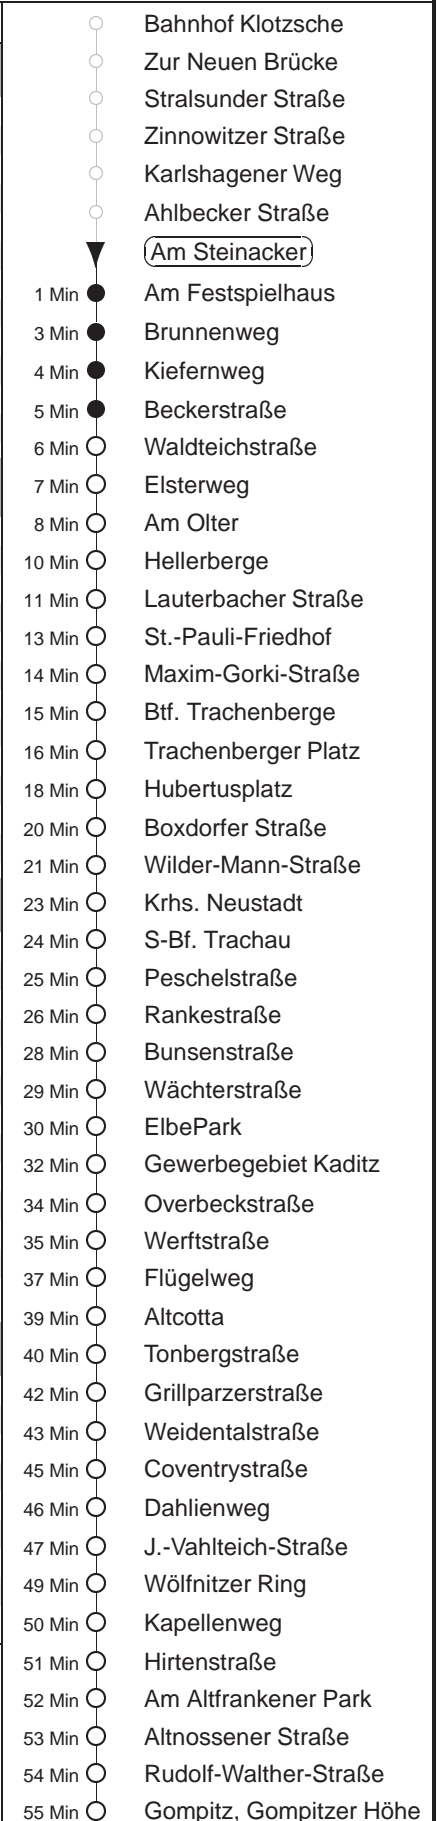 Bahnhof Klotzsche
Zur Neuen Brücke
Stralsunder Straße
Zinnowitzer Straße
Karlshagener Weg
Ahlbecker Straße
Am Steinacker
1 Min Am Festspielhaus
3 Min Brunnenweg
4 Min Kiefernweg
5 Min Beckerstraße
6 Min Waldteichstraße
7 Min Elsterweg
8 Min Am Olter
10 Min Hellerberge
11 Min Lauterbacher Straße
13 Min St.-Pauli-Friedhof
14 Min Maxim-Gorki-Straße
15 Min Btf. Trachenberge
16 Min Trachenberger Platz
18 Min Hubertusplatz
20 Min Boxdorfer Straße
21 Min Wilder-Mann-Straße
23 Min Krhs. Neustadt
24 Min S-Bf. Trachau
25 Min Peschelstraße
26 Min Rankestraße
28 Min Bunsenstraße
29 Min Wächterstraße
30 Min ElbePark
32 Min Gewerbegebiet Kaditz
34 Min Overbeckstraße
35 Min Werftstraße
37 Min Flügelweg
39 Min Altcotta
40 Min Tonbergstraße
42 Min Grillparzerstraße
43 Min Weidentalstraße
45 Min Coventrystraße
46 Min Dahlienweg
47 Min J.-Vahlteich-Straße
49 Min Wölfnitzer Ring
50 Min Kapellenweg
51 Min Hirtenstraße
52 Min Am Altfrankener Park
53 Min Altnossener Straße
54 Min Rudolf-Walther-Straße
55 Min Gompitz, Gompitzer Höhe